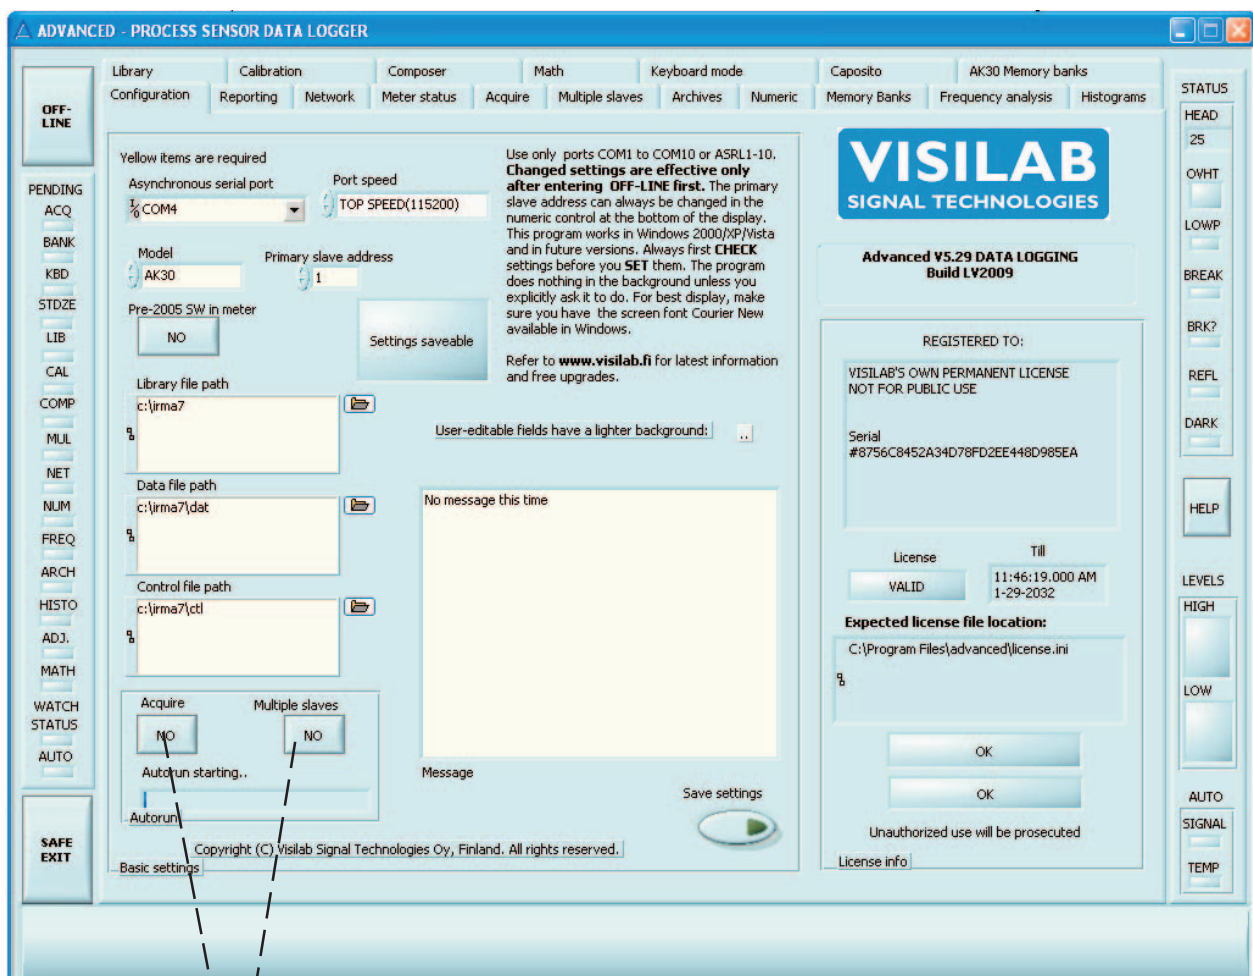 ADVANCED - PROCESS SENSOR DATA LOGGER
OFF-
LINE
PENDING
ACQ
BANK
KBD
STDZE
LIB
CAL
COMP
MUL
NET
NUM
FREQ
ARCH
HISTO
ADJ.
MATH
WATCH
STATUS
AUTO
SAFE
EXIT
Library Calibration Composer Math Keyboard mode Caposito AK30 Memory banks
Configuration Reporting Network Meter status Acquire Multiple slaves Archives Numeric Memory Banks Frequency analysis Histograms
Yellow items are required
Asynchronous serial port
COM4
Port speed
TOP SPEED(115200)
Model
AK30
Primary slave address
1
Pre-2005 SW in meter
NO
Settings saveable
Library file path
c:\irma7
Data file path
c:\irma7\dat
Control file path
c:\irma7\ctl
Acquire
NO
Multiple slaves
NO
Autorun starting..
Autorun
Copyright (C) Visilab Signal Technologies Oy, Finland. All rights reserved.
Basic settings
Use only ports COM1 to COM10 or ASRL1-10.
Changed settings are effective only
after entering OFF-LINE first. The primary
slave address can always be changed in the
numeric control at the bottom of the display.
This program works in Windows 2000/XP/Vista
and in future versions. Always first CHECK
settings before you SET them. The program
does nothing in the background unless you
explicitly ask it to do. For best display, make
sure you have the screen font Courier New
available in Windows.
Refer to www.visilab.fi for latest information
and free upgrades.
User-editable fields have a lighter background: ..
No message this time
Message
Save settings
VISILAB
SIGNAL TECHNOLOGIES
Advanced V5.29 DATA LOGGING
Build LV2009
REGISTERED TO:
VISILAB'S OWN PERMANENT LICENSE
NOT FOR PUBLIC USE
Serial
#8756C8452A34D78FD2EE448D985EA
License
VALID
Till
11:46:19.000 AM
1-29-2032
Expected license file location:
C:\Program Files\advanced\license.ini
OK
OK
Unauthorized use will be prosecuted
License info
STATUS
HEAD
25
OVHT
LOWP
BREAK
BRK?
REFL
DARK
HELP
LEVELS
HIGH
LOW
AUTO
SIGNAL
TEMP